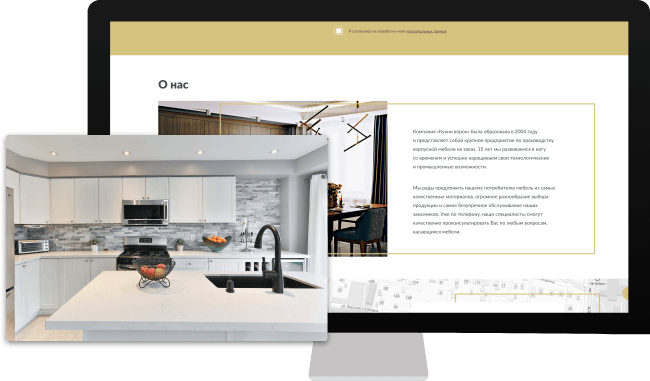 Я соглашаюсь на обработку моих персональных данных
О нас
Компания «Кухни впрок» была образована в 2004 году
и представляет собой крупное предприятие по производству
корпусной мебели на заказ. 15 лет мы развиваемся в ногу
со временем и успешно наращиваем свои технологические
и промышленные возможности.
Мы рады предложить нашему потребителю мебель из самых
качественных материалов, огромное разнообразие выбора
продукции и самое безупречное обслуживание наших
заказчиков. Уже по телефону, наши специалисты смогут
качественно проконсультировать Вас по любым вопросам,
касающимся мебели.